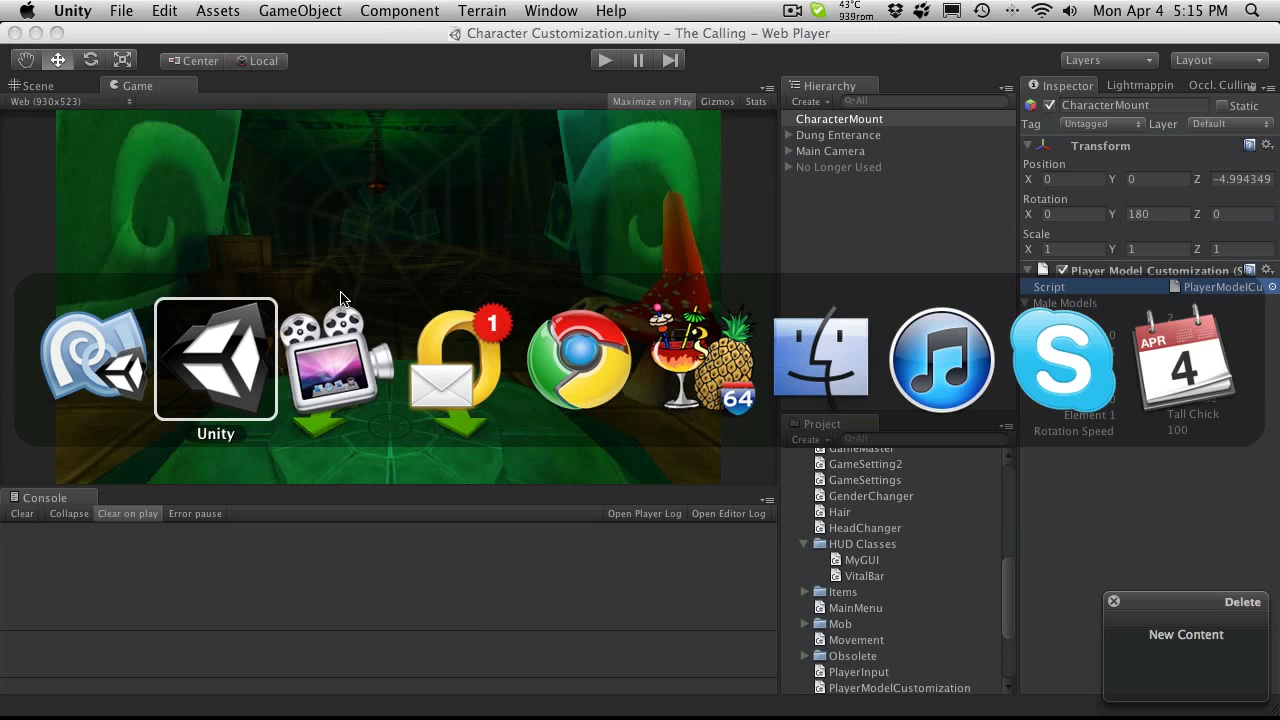 Unity File Edit Assets GameObject Component Terrain Window Help 43°C 939rpm Mon Apr 4 5:15 PM
Character Customization.unity – The Calling – Web Player
Center Local Layers Layout
Scene Game
Web (930x523) Maximize on Play Gizmos Stats
Hierarchy
Create All
CharacterMount
Dung Enterance
Main Camera
No Longer Used
Inspector Lightmappin Occl. Culling
CharacterMount Static
Tag Untagged Layer Default
Transform
Position
X 0 Y 0 Z -4.994349
Rotation
X 0 Y 180 Z 0
Scale
X 1 Y 1 Z 1
Player Model Customization (S
Script PlayerModelCu
Male Models
2
Element 1 Tall Chick
Rotation Speed 100
1
64
APR
4
Unity
Project
Create All
GameMaster
GameSetting2
GameSettings
GenderChanger
Hair
HeadChanger
HUD Classes
MyGUI
VitalBar
Items
MainMenu
Mob
Movement
Obsolete
PlayerInput
PlayerModelCustomization
Console
Clear Collapse Clear on play Error pause Open Player Log Open Editor Log
Delete
New Content